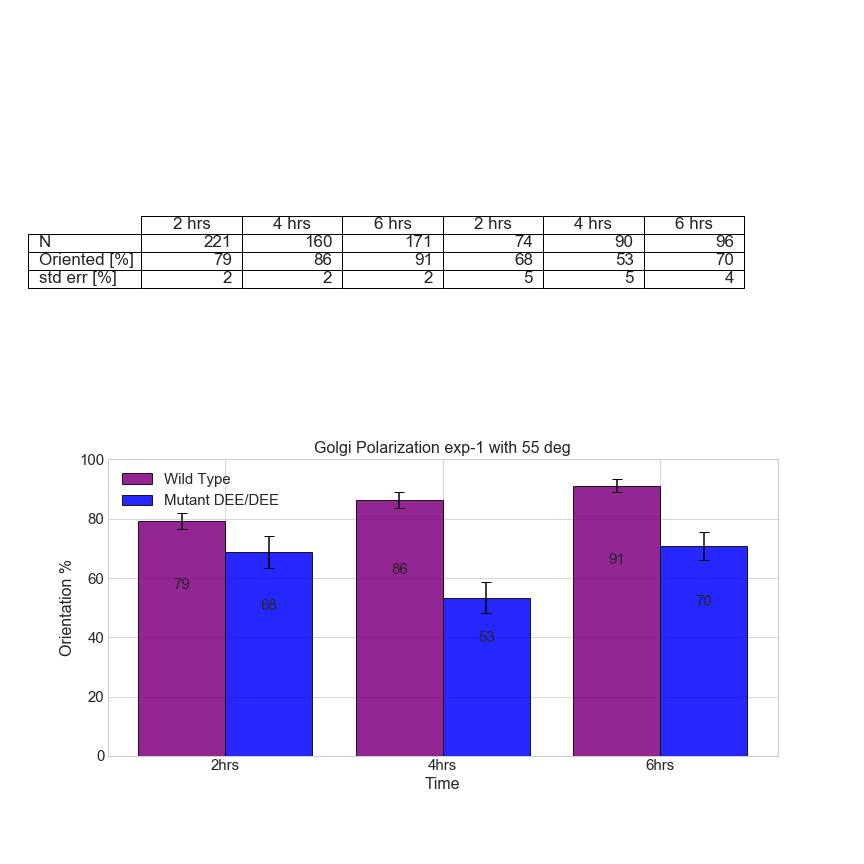 2 hrs 4 hrs 6 hrs 2 hrs 4 hrs 6 hrs
N 221 160 171 74 90 96
Oriented [%] 79 86 91 68 53 70
std err [%] 2 2 2 5 5 4
Golgi Polarization exp-1 with 55 deg
Wild Type
Mutant DEE/DEE
Orientation %
100
80
60
40
20
0
79
68
86
53
91
70
2hrs 4hrs 6hrs
Time